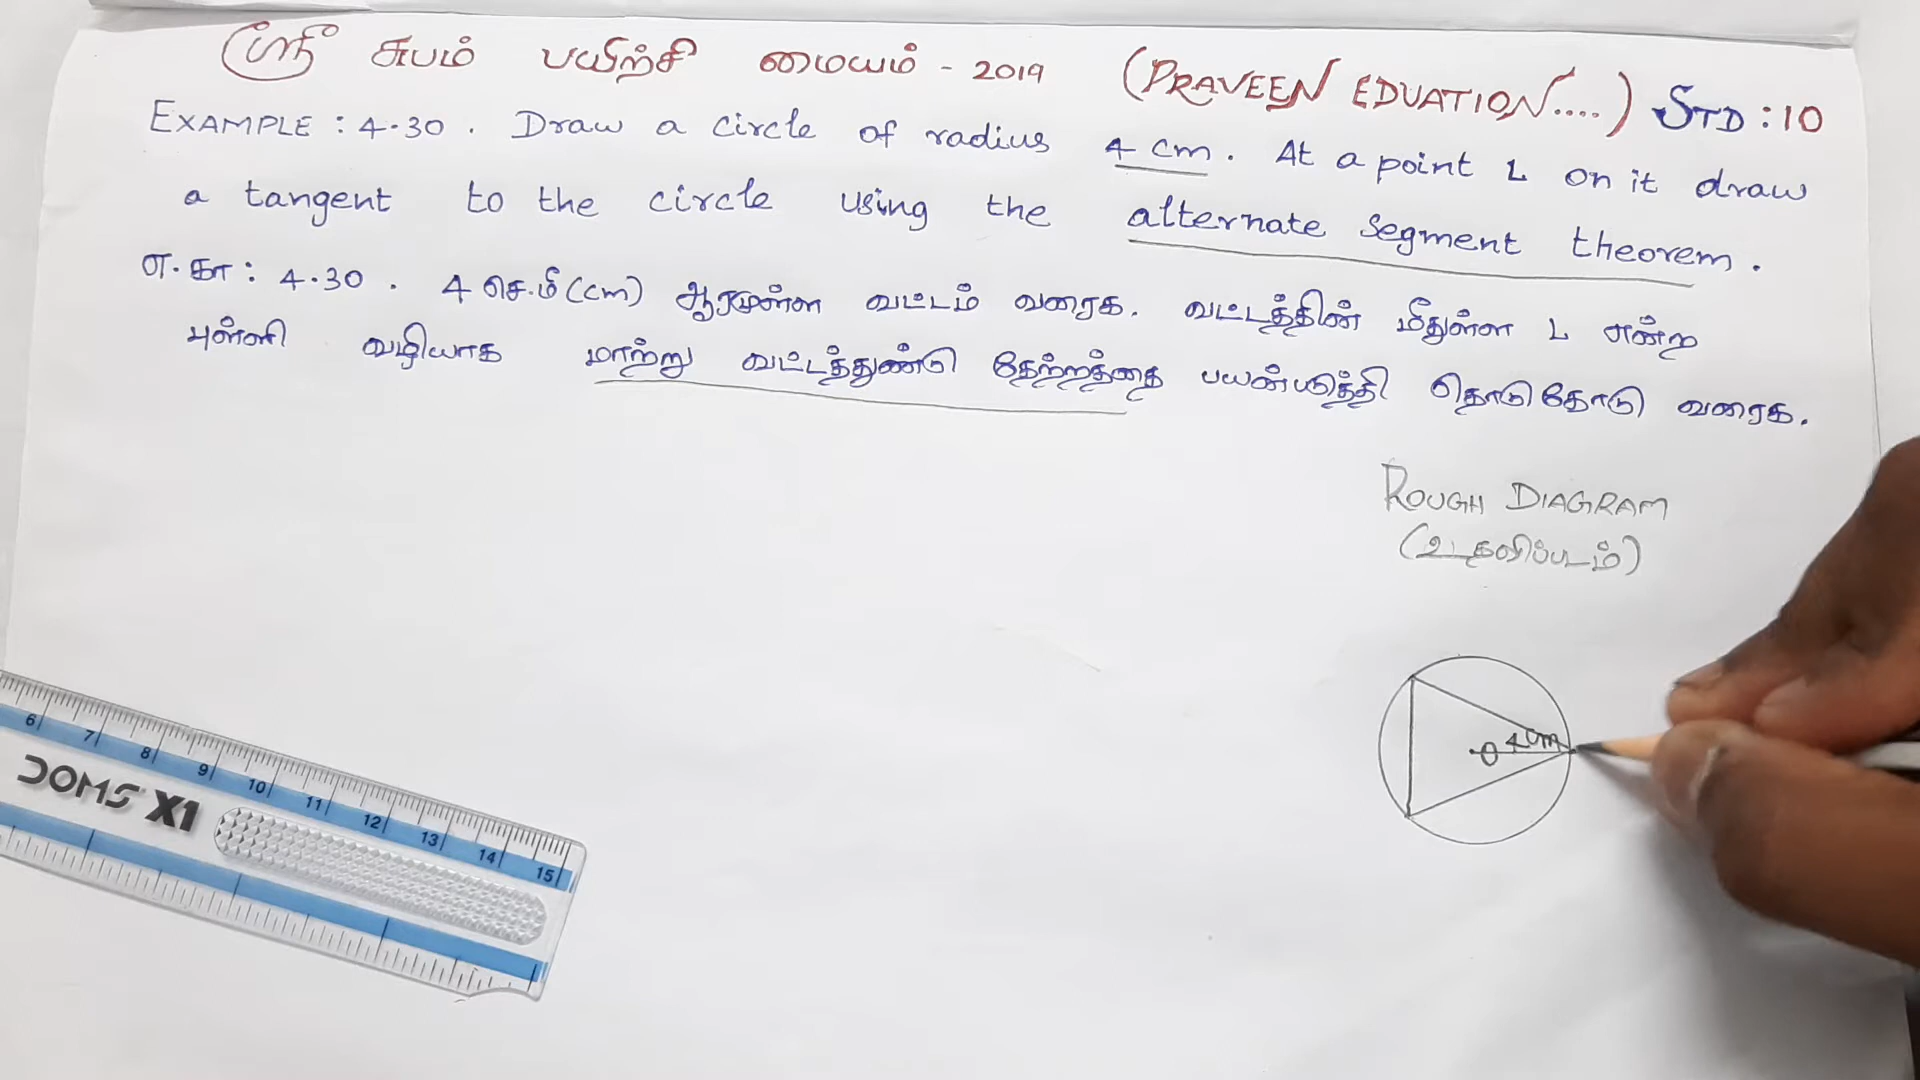 ஸ்ரீ சுபம் பயிற்சி மையம் - 2019 (PRAVEEN EDUATION....) STD : 10
EXAMPLE : 4.30 . Draw a circle of radius 4 cm. At a point L on it draw
a tangent to the circle using the alternate segment theorem.
எ.கா : 4.30 . 4 செ.மீ (cm) ஆரமுள்ள வட்டம் வரைக. வட்டத்தின் மீதுள்ள L என்ற
புள்ளி வழியாக மாற்று வட்டத்துண்டு தேற்றத்தை பயன்படுத்தி தொடுகோடு வரைக.
ROUGH DIAGRAM
(உதவிப்படம்)
O 4cm
6 7 8 9 10 11 12 13 14 15
DOMS X1